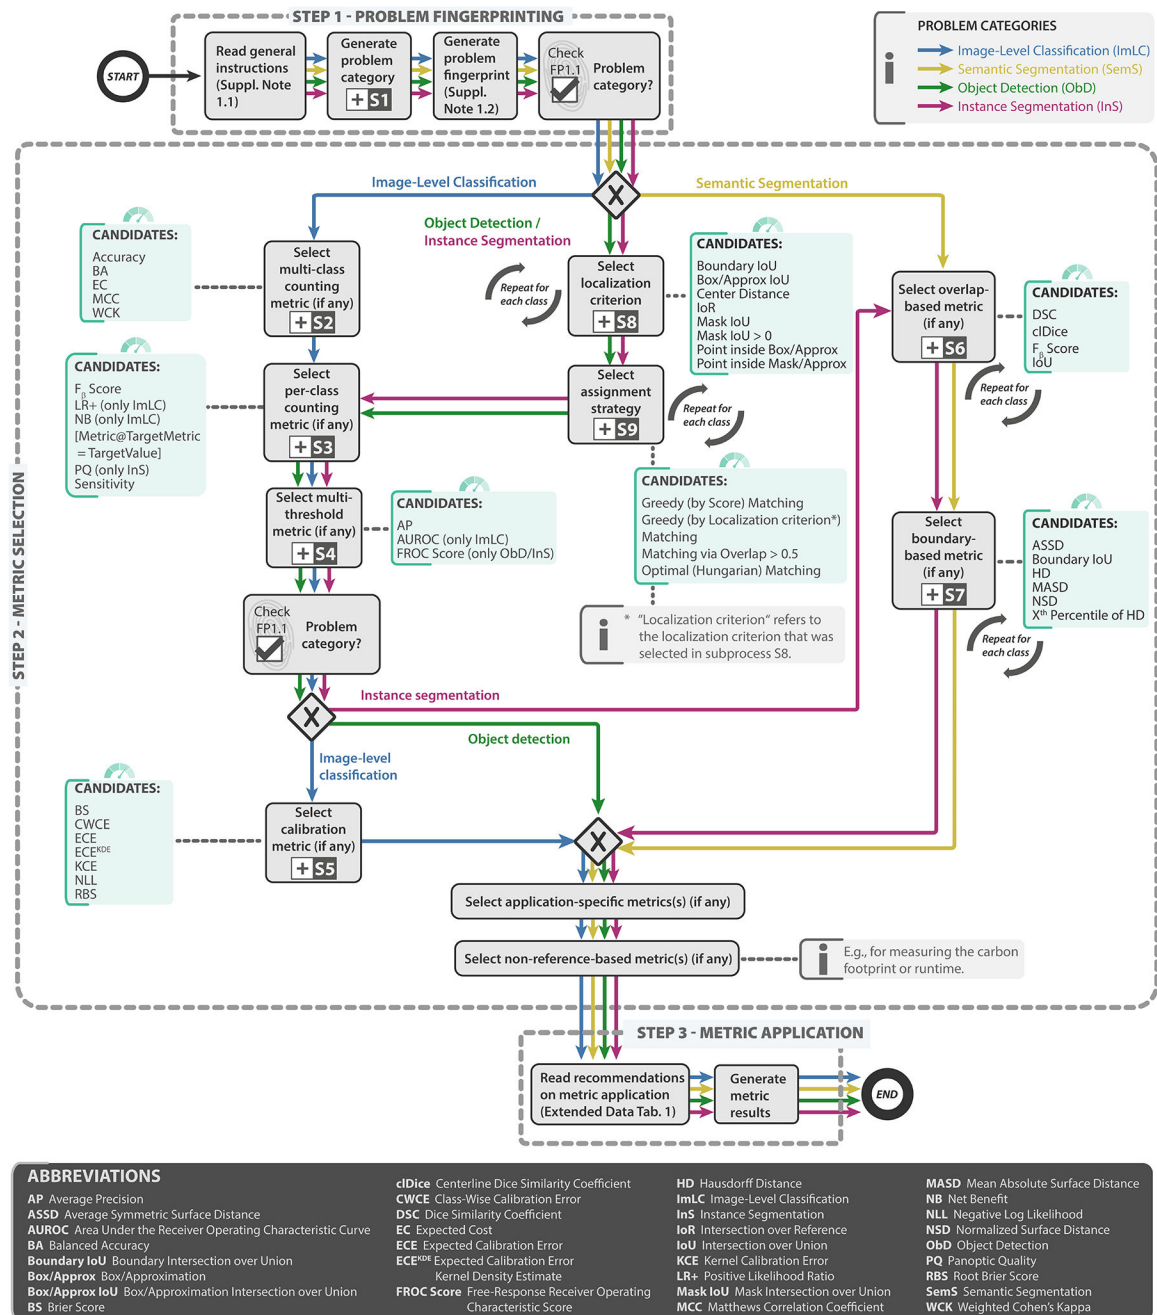 STEP 1 - PROBLEM FINGERPRINTING
START
Read general
instructions
(Suppl. Note
1.1)
Generate
problem
category
+ S1
Generate
problem
fingerprint
(Suppl.
Note 1.2)
Check
FP1.1
Problem
category?
PROBLEM CATEGORIES
i
Image-Level Classification (ImLC)
Semantic Segmentation (SemS)
Object Detection (ObD)
Instance Segmentation (InS)
STEP 2 - METRIC SELECTION
X
Image-Level Classification
Semantic Segmentation
Object Detection /
Instance Segmentation
CANDIDATES:
Accuracy
BA
EC
MCC
WCK
Select
multi-class
counting
metric (if any)
+ S2
Repeat for
each class
Select
localization
criterion
+ S8
CANDIDATES:
Boundary IoU
Box/Approx IoU
Center Distance
IoR
Mask IoU
Mask IoU > 0
Point inside Box/Approx
Point inside Mask/Approx
Select overlap-
based metric
(if any)
+ S6
CANDIDATES:
DSC
clDice
Fβ Score
IoU
Repeat for
each class
CANDIDATES:
Fβ Score
LR+ (only ImLC)
NB (only ImLC)
[Metric@TargetMetric
= TargetValue]
PQ (only InS)
Sensitivity
Select
per-class
counting
metric (if any)
+ S3
Select
assignment
strategy
+ S9
Repeat for
each class
CANDIDATES:
Greedy (by Score) Matching
Greedy (by Localization criterion*)
Matching
Matching via Overlap > 0.5
Optimal (Hungarian) Matching
i
* "Localization criterion" refers to
the localization criterion that was
selected in subprocess S8.
Select multi-
threshold
metric (if any)
+ S4
CANDIDATES:
AP
AUROC (only ImLC)
FROC Score (only ObD/InS)
Select
boundary-
based metric
(if any)
+ S7
CANDIDATES:
ASSD
Boundary IoU
HD
MASD
NSD
Xth Percentile of HD
Repeat for
each class
Check
FP1.1
Problem
category?
X
Instance segmentation
Object detection
Image-level
classification
CANDIDATES:
BS
CWCE
ECE
ECEKDE
KCE
NLL
RBS
Select
calibration
metric (if any)
+ S5
X
Select application-specific metrics(s) (if any)
Select non-reference-based metric(s) (if any)
i
E.g., for measuring the carbon
footprint or runtime.
STEP 3 - METRIC APPLICATION
Read recommendations
on metric application
(Extended Data Tab. 1)
Generate
metric
results
END
ABBREVIATIONS
AP Average Precision
ASSD Average Symmetric Surface Distance
AUROC Area Under the Receiver Operating Characteristic Curve
BA Balanced Accuracy
Boundary IoU Boundary Intersection over Union
Box/Approx Box/Approximation
Box/Approx IoU Box/Approximation Intersection over Union
BS Brier Score
clDice Centerline Dice Similarity Coefficient
CWCE Class-Wise Calibration Error
DSC Dice Similarity Coefficient
EC Expected Cost
ECE Expected Calibration Error
ECEKDE Expected Calibration Error
Kernel Density Estimate
FROC Score Free-Response Receiver Operating
Characteristic Score
HD Hausdorff Distance
ImLC Image-Level Classification
InS Instance Segmentation
IoR Intersection over Reference
IoU Intersection over Union
KCE Kernel Calibration Error
LR+ Positive Likelihood Ratio
Mask IoU Mask Intersection over Union
MCC Matthews Correlation Coefficient
MASD Mean Absolute Surface Distance
NB Net Benefit
NLL Negative Log Likelihood
NSD Normalized Surface Distance
ObD Object Detection
PQ Panoptic Quality
RBS Root Brier Score
SemS Semantic Segmentation
WCK Weighted Cohen's Kappa